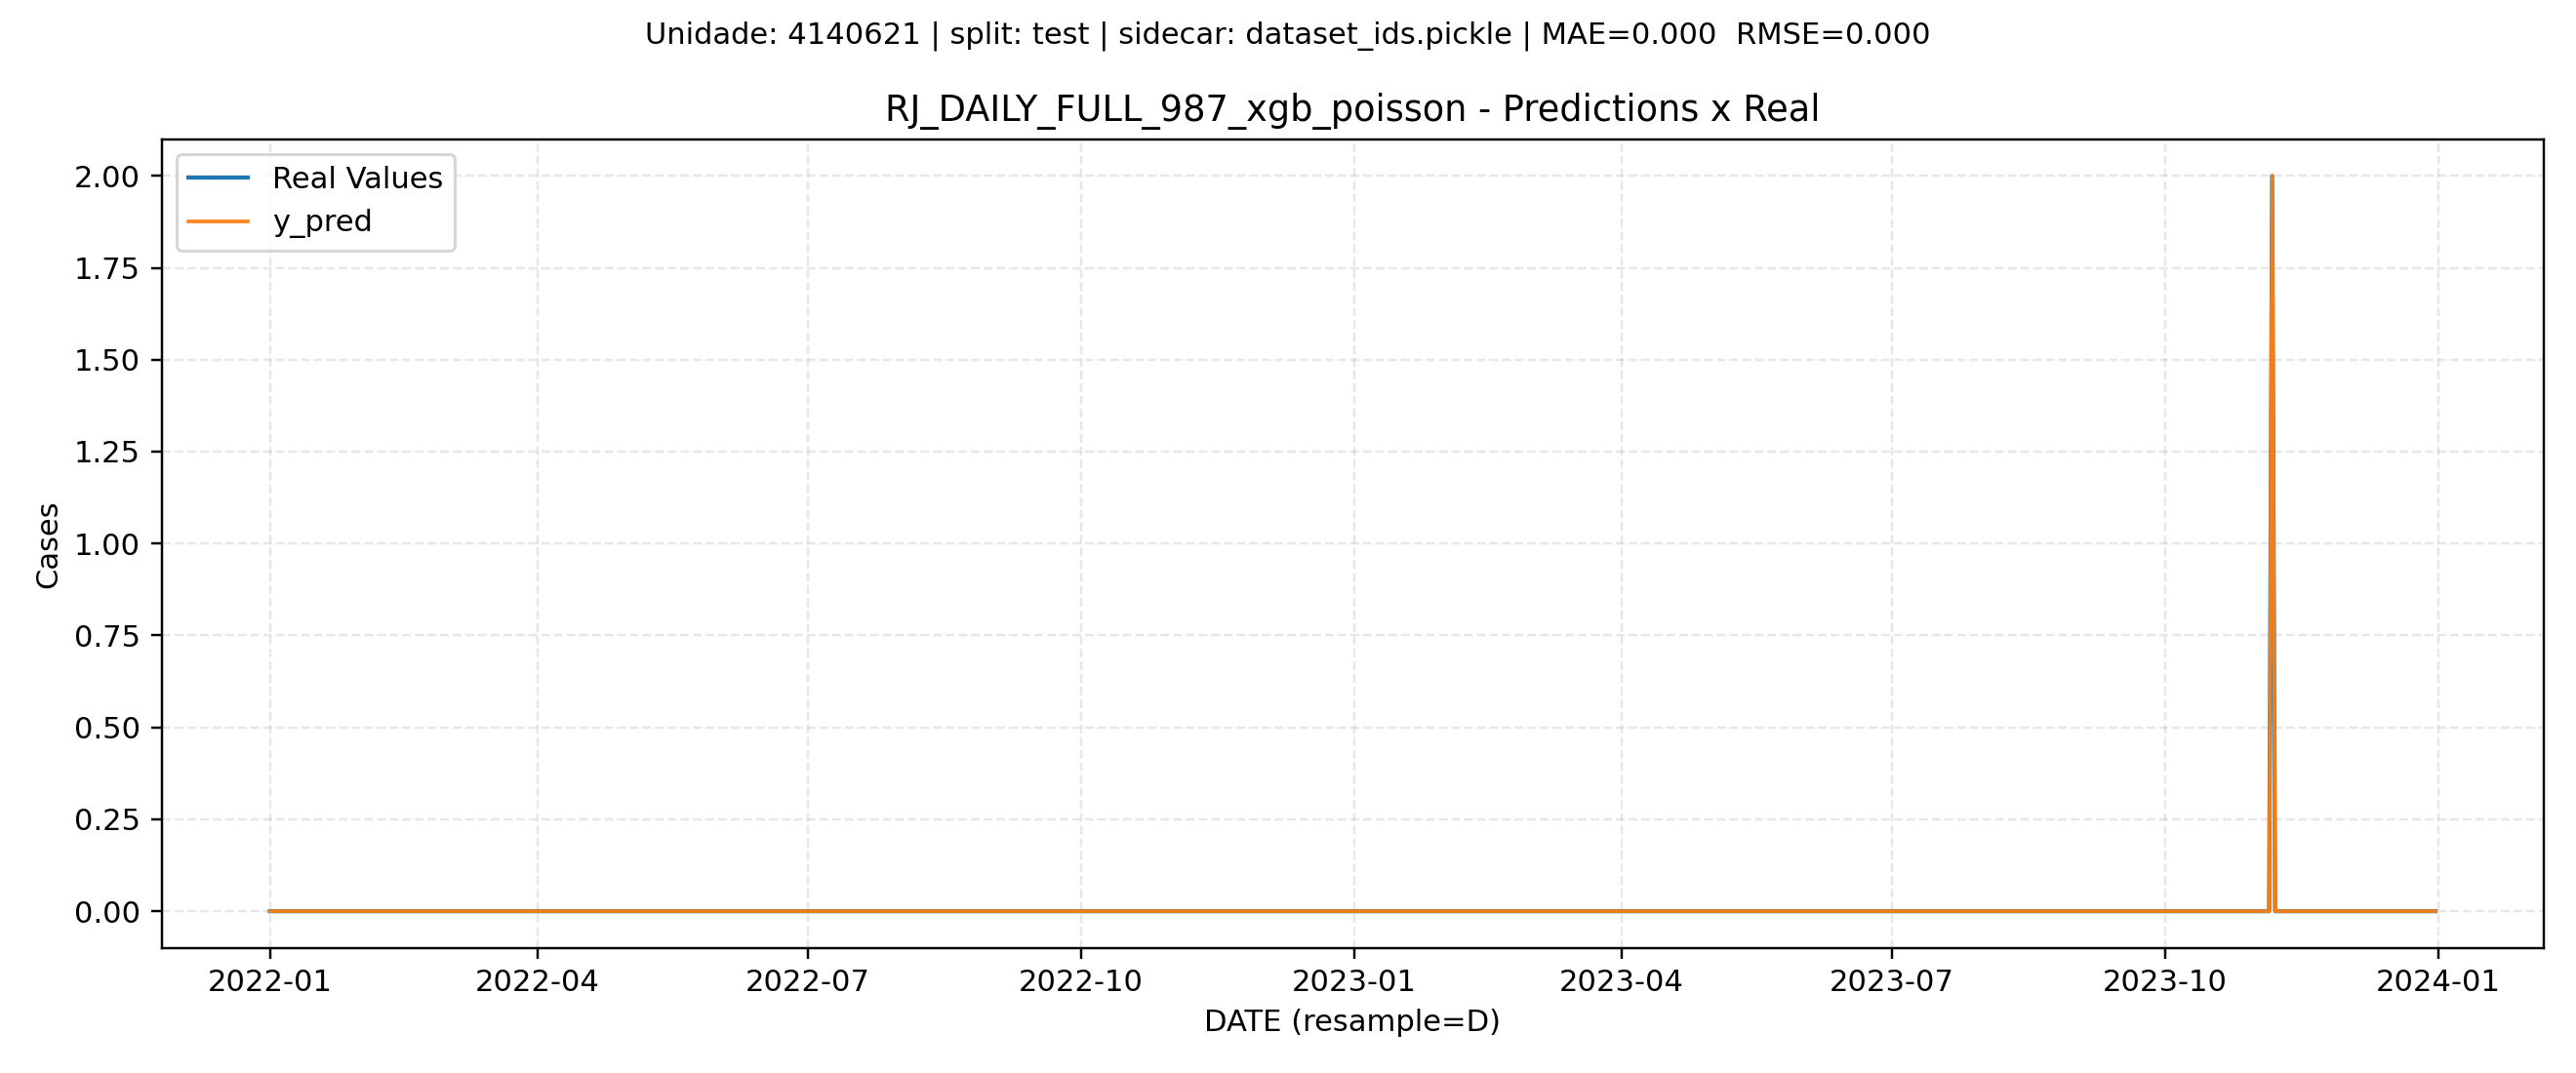 Unidade: 4140621 | split: test | sidecar: dataset_ids.pickle | MAE=0.000  RMSE=0.000
RJ_DAILY_FULL_987_xgb_poisson - Predictions x Real
Real Values
y_pred
2.00
1.75
1.50
1.25
1.00
0.75
0.50
0.25
0.00
Cases
2022-01 2022-04 2022-07 2022-10 2023-01 2023-04 2023-07 2023-10 2024-01
DATE (resample=D)